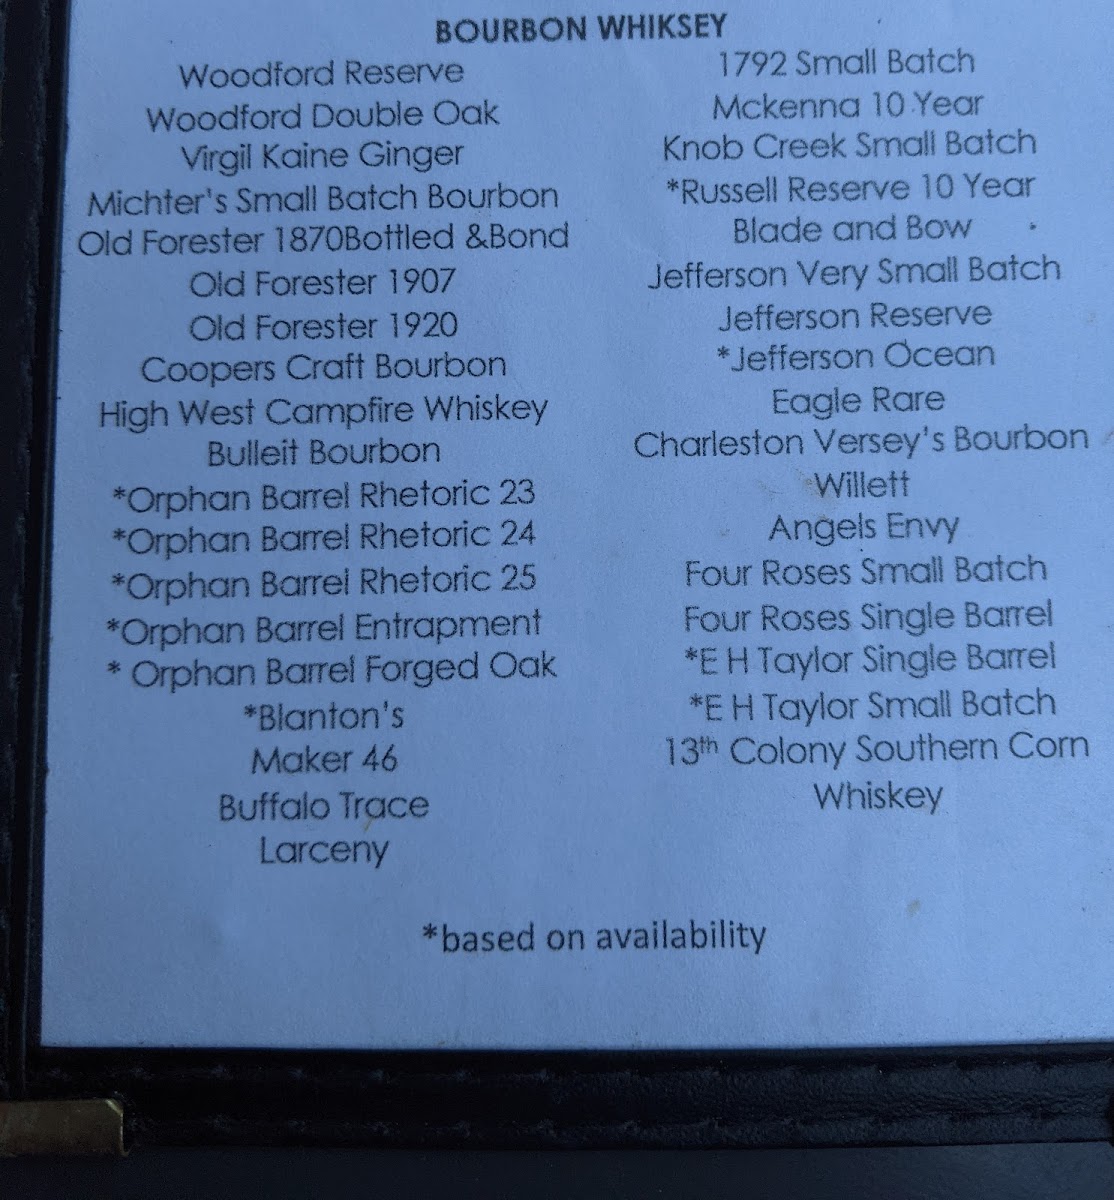 BOURBON WHIKSEY
Woodford Reserve
Woodford Double Oak
Virgil Kaine Ginger
Michter's Small Batch Bourbon
Old Forester 1870Bottled &Bond
Old Forester 1907
Old Forester 1920
Coopers Craft Bourbon
High West Campfire Whiskey
Bulleit Bourbon
*Orphan Barrel Rhetoric 23
*Orphan Barrel Rhetoric 24
*Orphan Barrel Rhetoric 25
*Orphan Barrel Entrapment
* Orphan Barrel Forged Oak
*Blanton's
Maker 46
Buffalo Trace
Larceny
1792 Small Batch
Mckenna 10 Year
Knob Creek Small Batch
*Russell Reserve 10 Year
Blade and Bow
Jefferson Very Small Batch
Jefferson Reserve
*Jefferson Ocean
Eagle Rare
Charleston Versey's Bourbon
Willett
Angels Envy
Four Roses Small Batch
Four Roses Single Barrel
*E H Taylor Single Barrel
*E H Taylor Small Batch
13th Colony Southern Corn
Whiskey
*based on availability